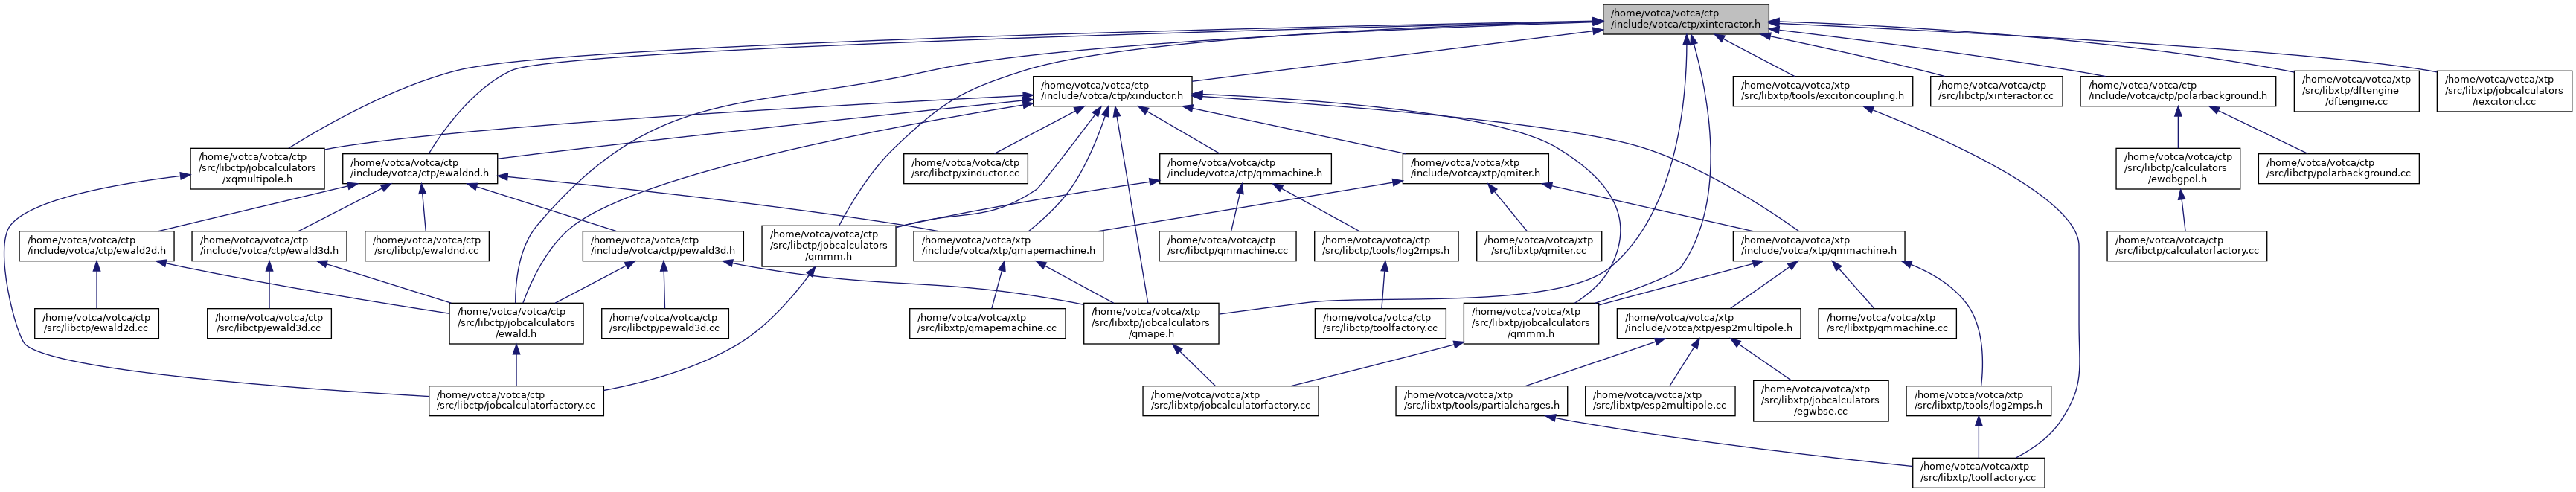 /home/votca/votca/ctp
/include/votca/ctp/xinteractor.h
/home/votca/votca/ctp
/include/votca/ctp/xinductor.h
/home/votca/votca/xtp
/src/libxtp/tools/excitoncoupling.h
/home/votca/votca/ctp
/src/libctp/xinteractor.cc
/home/votca/votca/ctp
/include/votca/ctp/polarbackground.h
/home/votca/votca/xtp
/src/libxtp/dftengine
/dftengine.cc
/home/votca/votca/xtp
/src/libxtp/jobcalculators
/iexcitoncl.cc
/home/votca/votca/ctp
/src/libctp/jobcalculators
/xqmultipole.h
/home/votca/votca/ctp
/include/votca/ctp/ewaldnd.h
/home/votca/votca/ctp
/src/libctp/xinductor.cc
/home/votca/votca/ctp
/include/votca/ctp/qmmachine.h
/home/votca/votca/xtp
/include/votca/xtp/qmiter.h
/home/votca/votca/ctp
/src/libctp/calculators
/ewdbgpol.h
/home/votca/votca/ctp
/src/libctp/polarbackground.cc
/home/votca/votca/ctp
/include/votca/ctp/ewald2d.h
/home/votca/votca/ctp
/include/votca/ctp/ewald3d.h
/home/votca/votca/ctp
/src/libctp/ewaldnd.cc
/home/votca/votca/ctp
/include/votca/ctp/pewald3d.h
/home/votca/votca/ctp
/src/libctp/jobcalculators
/qmmm.h
/home/votca/votca/xtp
/include/votca/xtp/qmapemachine.h
/home/votca/votca/ctp
/src/libctp/qmmachine.cc
/home/votca/votca/ctp
/src/libctp/tools/log2mps.h
/home/votca/votca/xtp
/src/libxtp/qmiter.cc
/home/votca/votca/xtp
/include/votca/xtp/qmmachine.h
/home/votca/votca/ctp
/src/libctp/calculatorfactory.cc
/home/votca/votca/ctp
/src/libctp/ewald2d.cc
/home/votca/votca/ctp
/src/libctp/ewald3d.cc
/home/votca/votca/ctp
/src/libctp/jobcalculators
/ewald.h
/home/votca/votca/ctp
/src/libctp/pewald3d.cc
/home/votca/votca/xtp
/src/libxtp/qmapemachine.cc
/home/votca/votca/xtp
/src/libxtp/jobcalculators
/qmape.h
/home/votca/votca/ctp
/src/libctp/toolfactory.cc
/home/votca/votca/xtp
/src/libxtp/jobcalculators
/qmmm.h
/home/votca/votca/xtp
/include/votca/xtp/esp2multipole.h
/home/votca/votca/xtp
/src/libxtp/qmmachine.cc
/home/votca/votca/ctp
/src/libctp/jobcalculatorfactory.cc
/home/votca/votca/xtp
/src/libxtp/jobcalculatorfactory.cc
/home/votca/votca/xtp
/src/libxtp/tools/partialcharges.h
/home/votca/votca/xtp
/src/libxtp/esp2multipole.cc
/home/votca/votca/xtp
/src/libxtp/jobcalculators
/egwbse.cc
/home/votca/votca/xtp
/src/libxtp/tools/log2mps.h
/home/votca/votca/xtp
/src/libxtp/toolfactory.cc